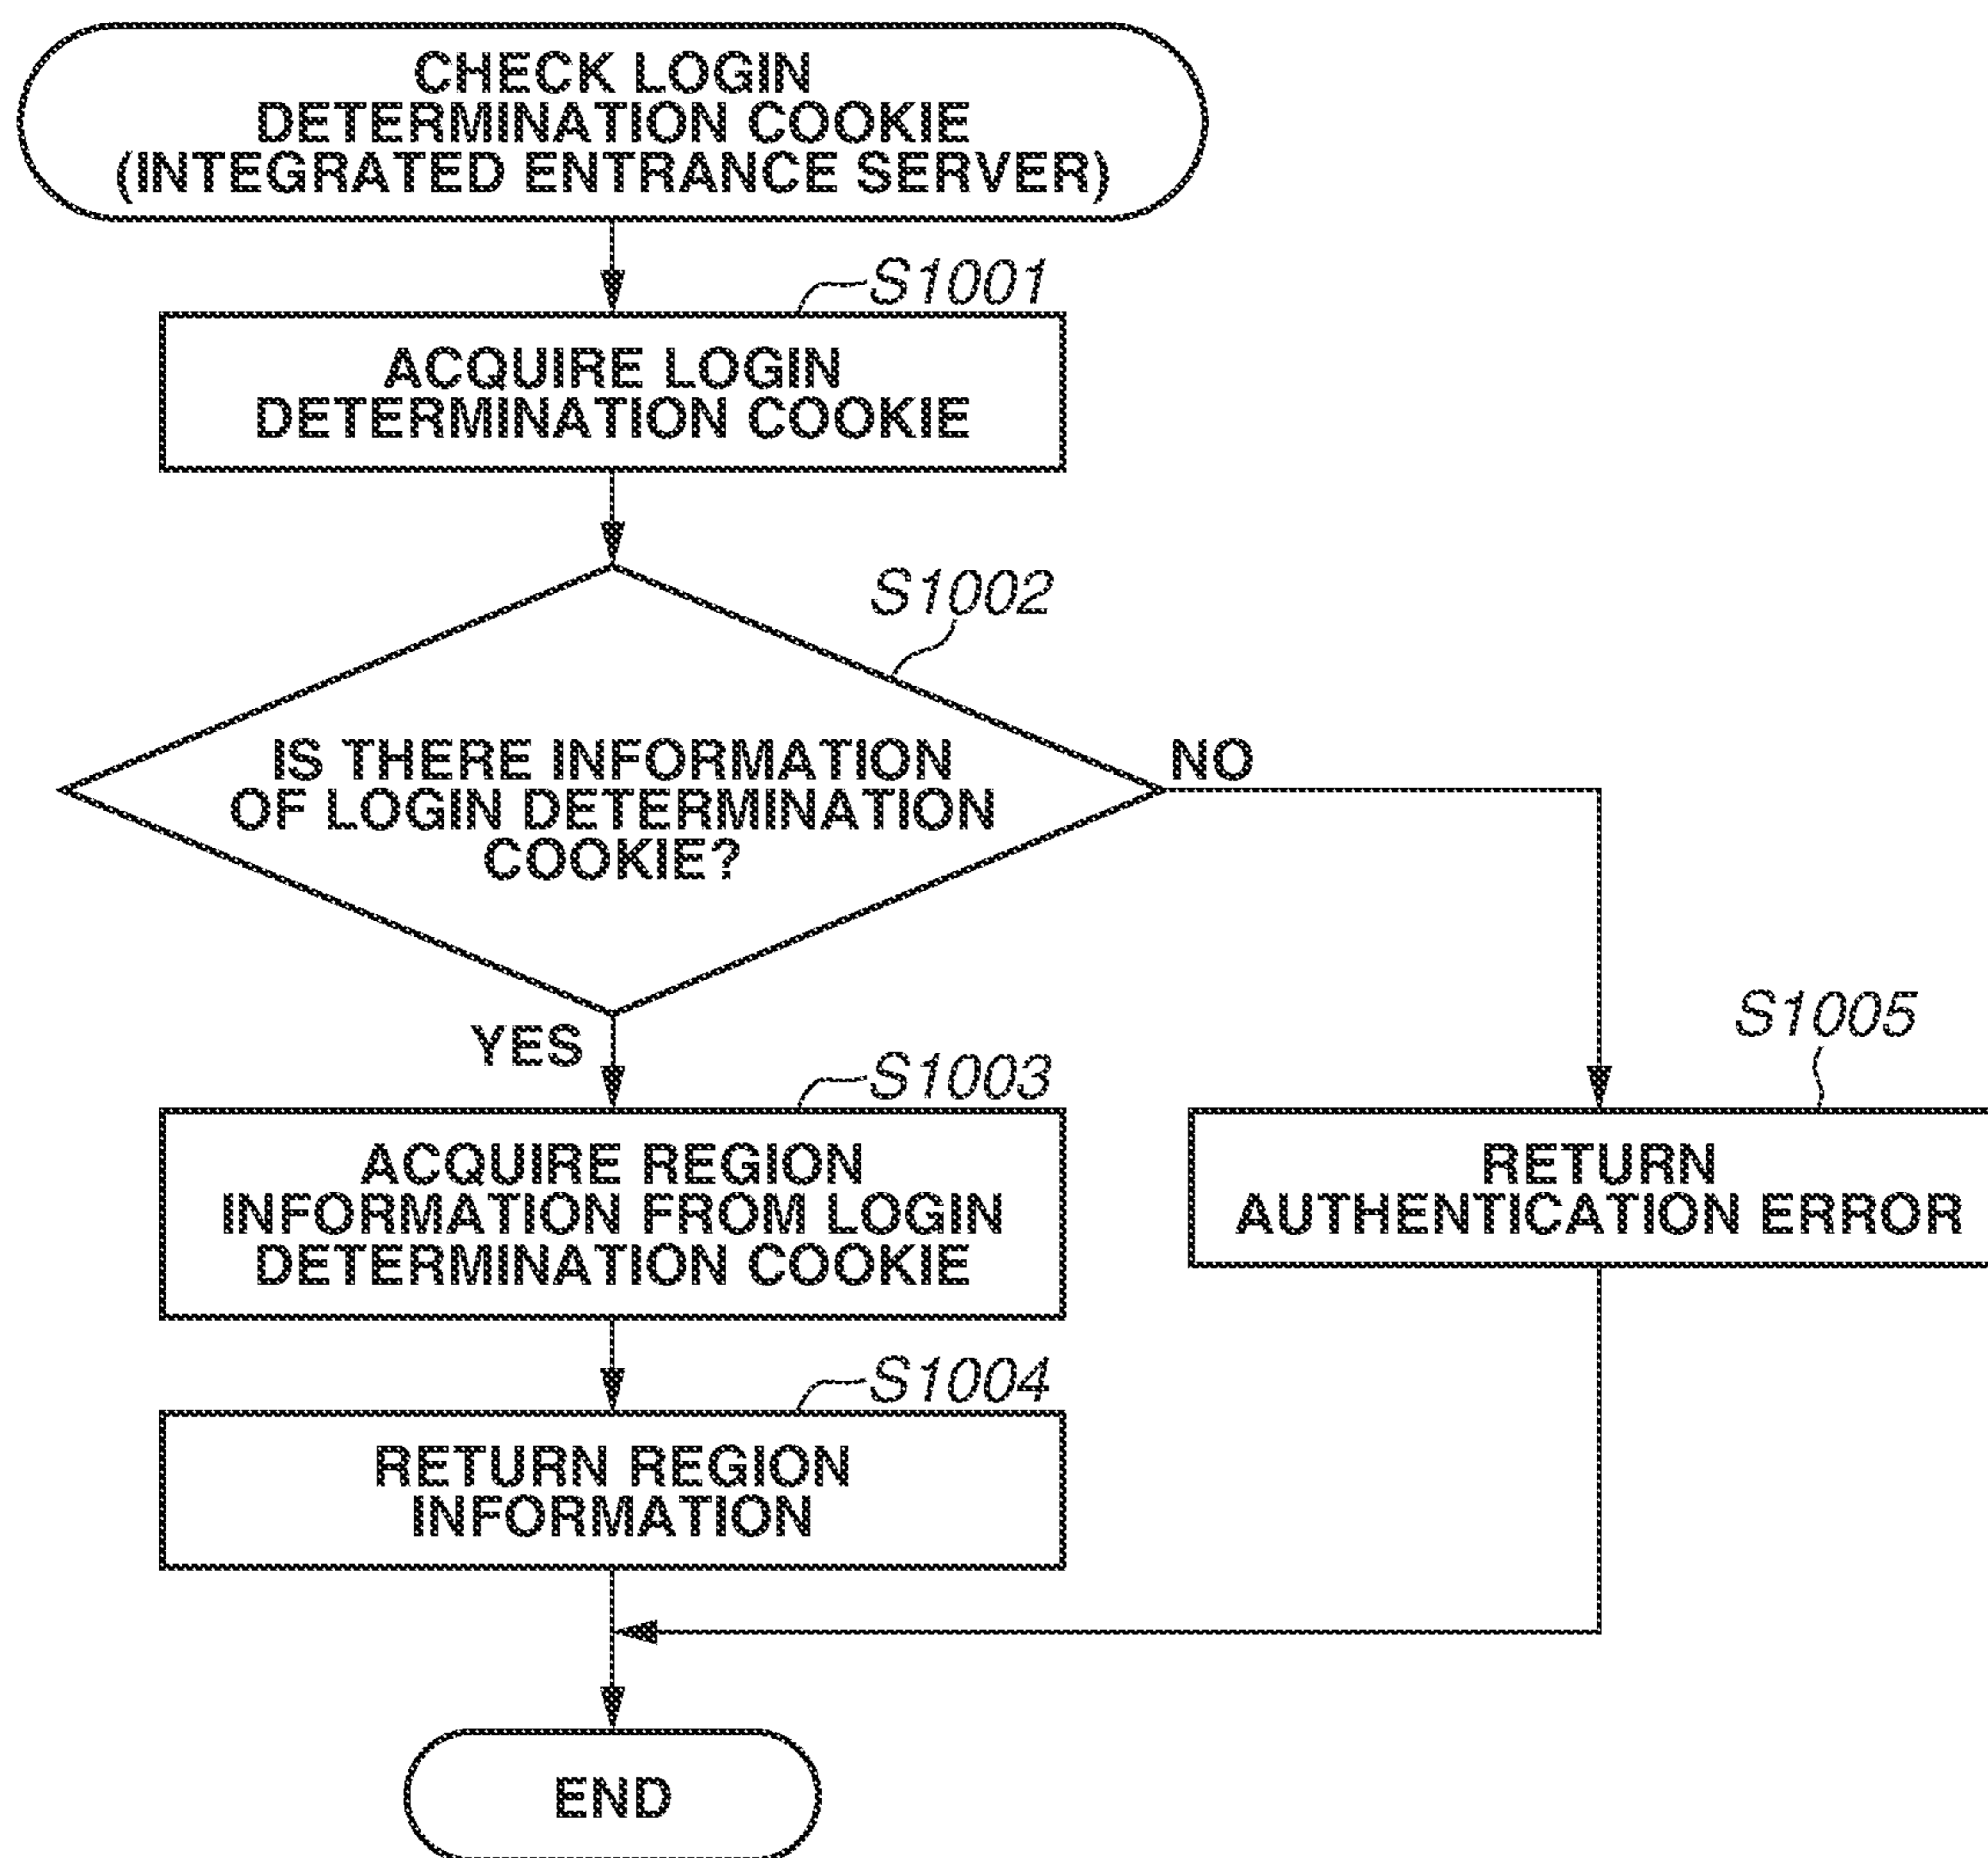 CHECK LOGIN
DETERMINATION COOKIE
(INTEGRATED ENTRANCE SERVER)
S1001
ACQUIRE LOGIN
DETERMINATION COOKIE
S1002
IS THERE INFORMATION
OF LOGIN DETERMINATION
COOKIE?
NO
YES
S1003
ACQUIRE REGION
INFORMATION FROM LOGIN
DETERMINATION COOKIE
S1005
RETURN
AUTHENTICATION ERROR
S1004
RETURN REGION
INFORMATION
END